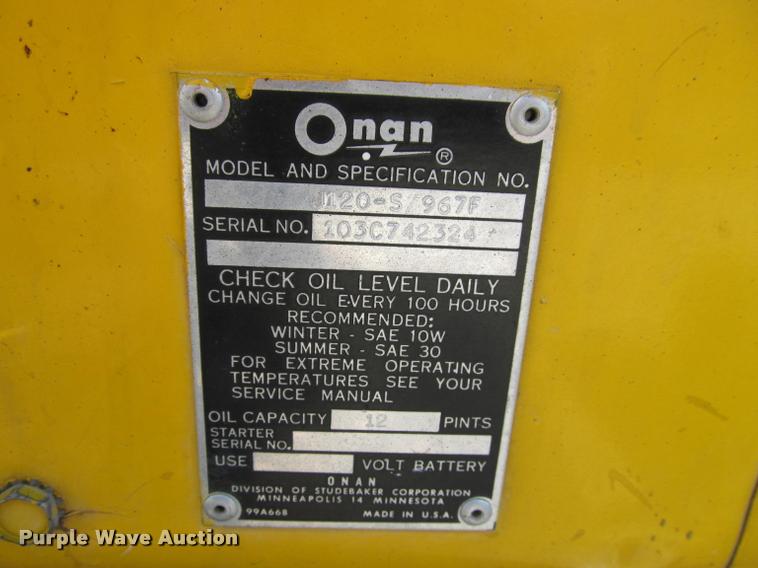 Onan ®
MODEL AND SPECIFICATION NO.
J120-S/967F
SERIAL NO. 103C742324
CHECK OIL LEVEL DAILY
CHANGE OIL EVERY 100 HOURS
RECOMMENDED:
WINTER - SAE 10W
SUMMER - SAE 30
FOR EXTREME OPERATING
TEMPERATURES SEE YOUR
SERVICE MANUAL
OIL CAPACITY 12 PINTS
STARTER
SERIAL NO.
USE VOLT BATTERY
ONAN
DIVISION OF STUDEBAKER CORPORATION
MINNEAPOLIS 14 MINNESOTA
99A668 MADE IN U.S.A.
Purple Wave Auction